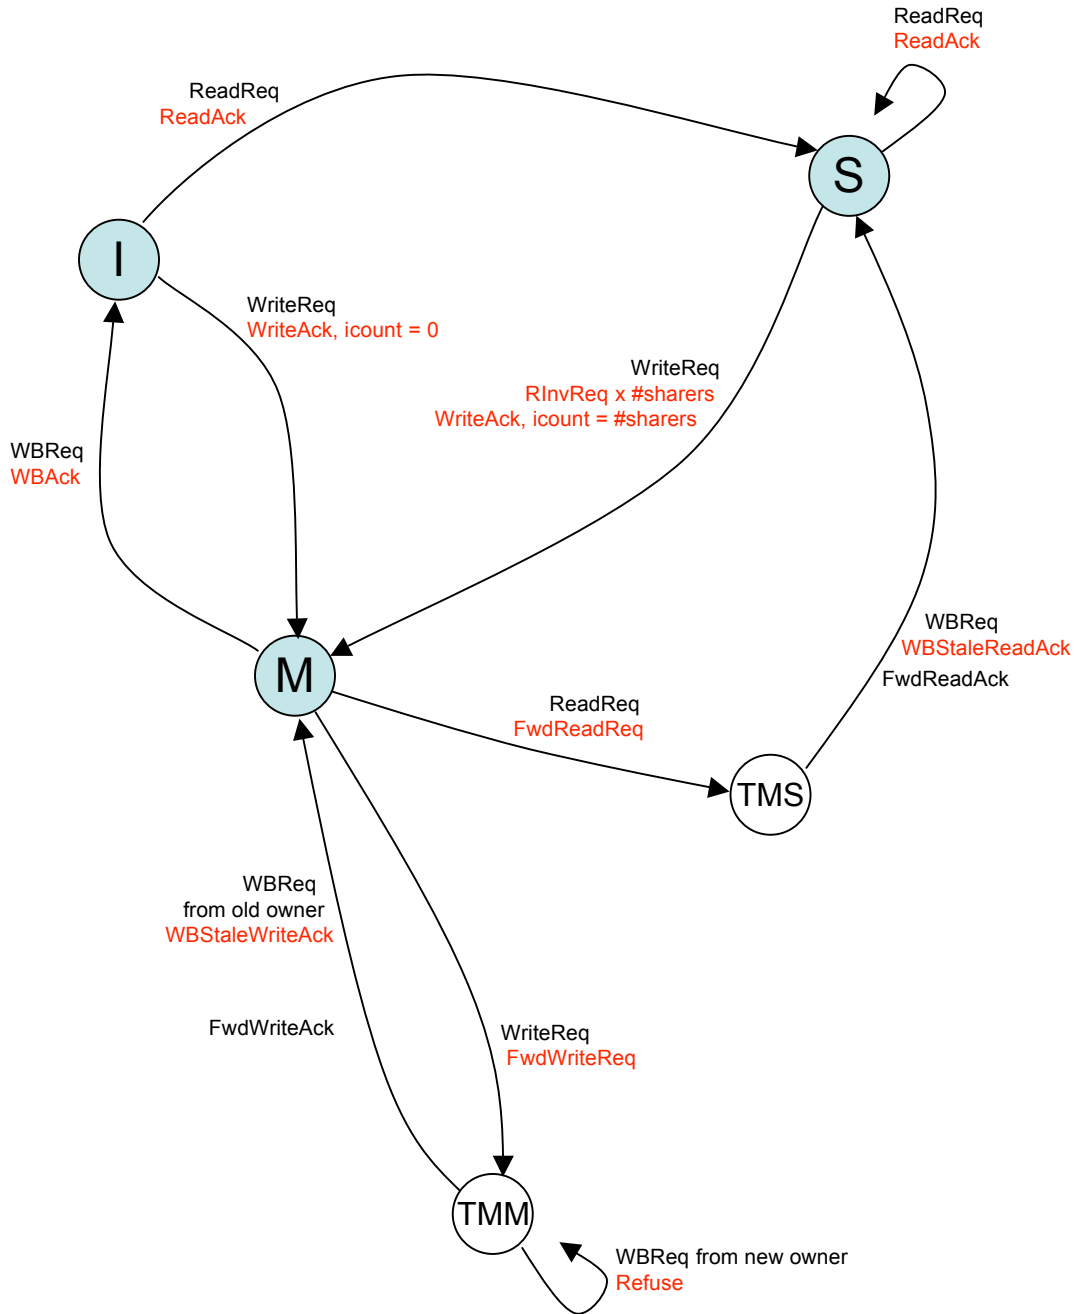 ReadReq
ReadAck
ReadReq
ReadAck
S
I
WriteReq
WriteAck, icount = 0
WriteReq
RInvReq x #sharers
WriteAck, icount = #sharers
WBReq
WBAck
WBReq
WBStaleReadAck
FwdReadAck
M
ReadReq
FwdReadReq
TMS
WBReq
from old owner
WBStaleWriteAck
FwdWriteAck
WriteReq
FwdWriteReq
TMM
WBReq from new owner
Refuse